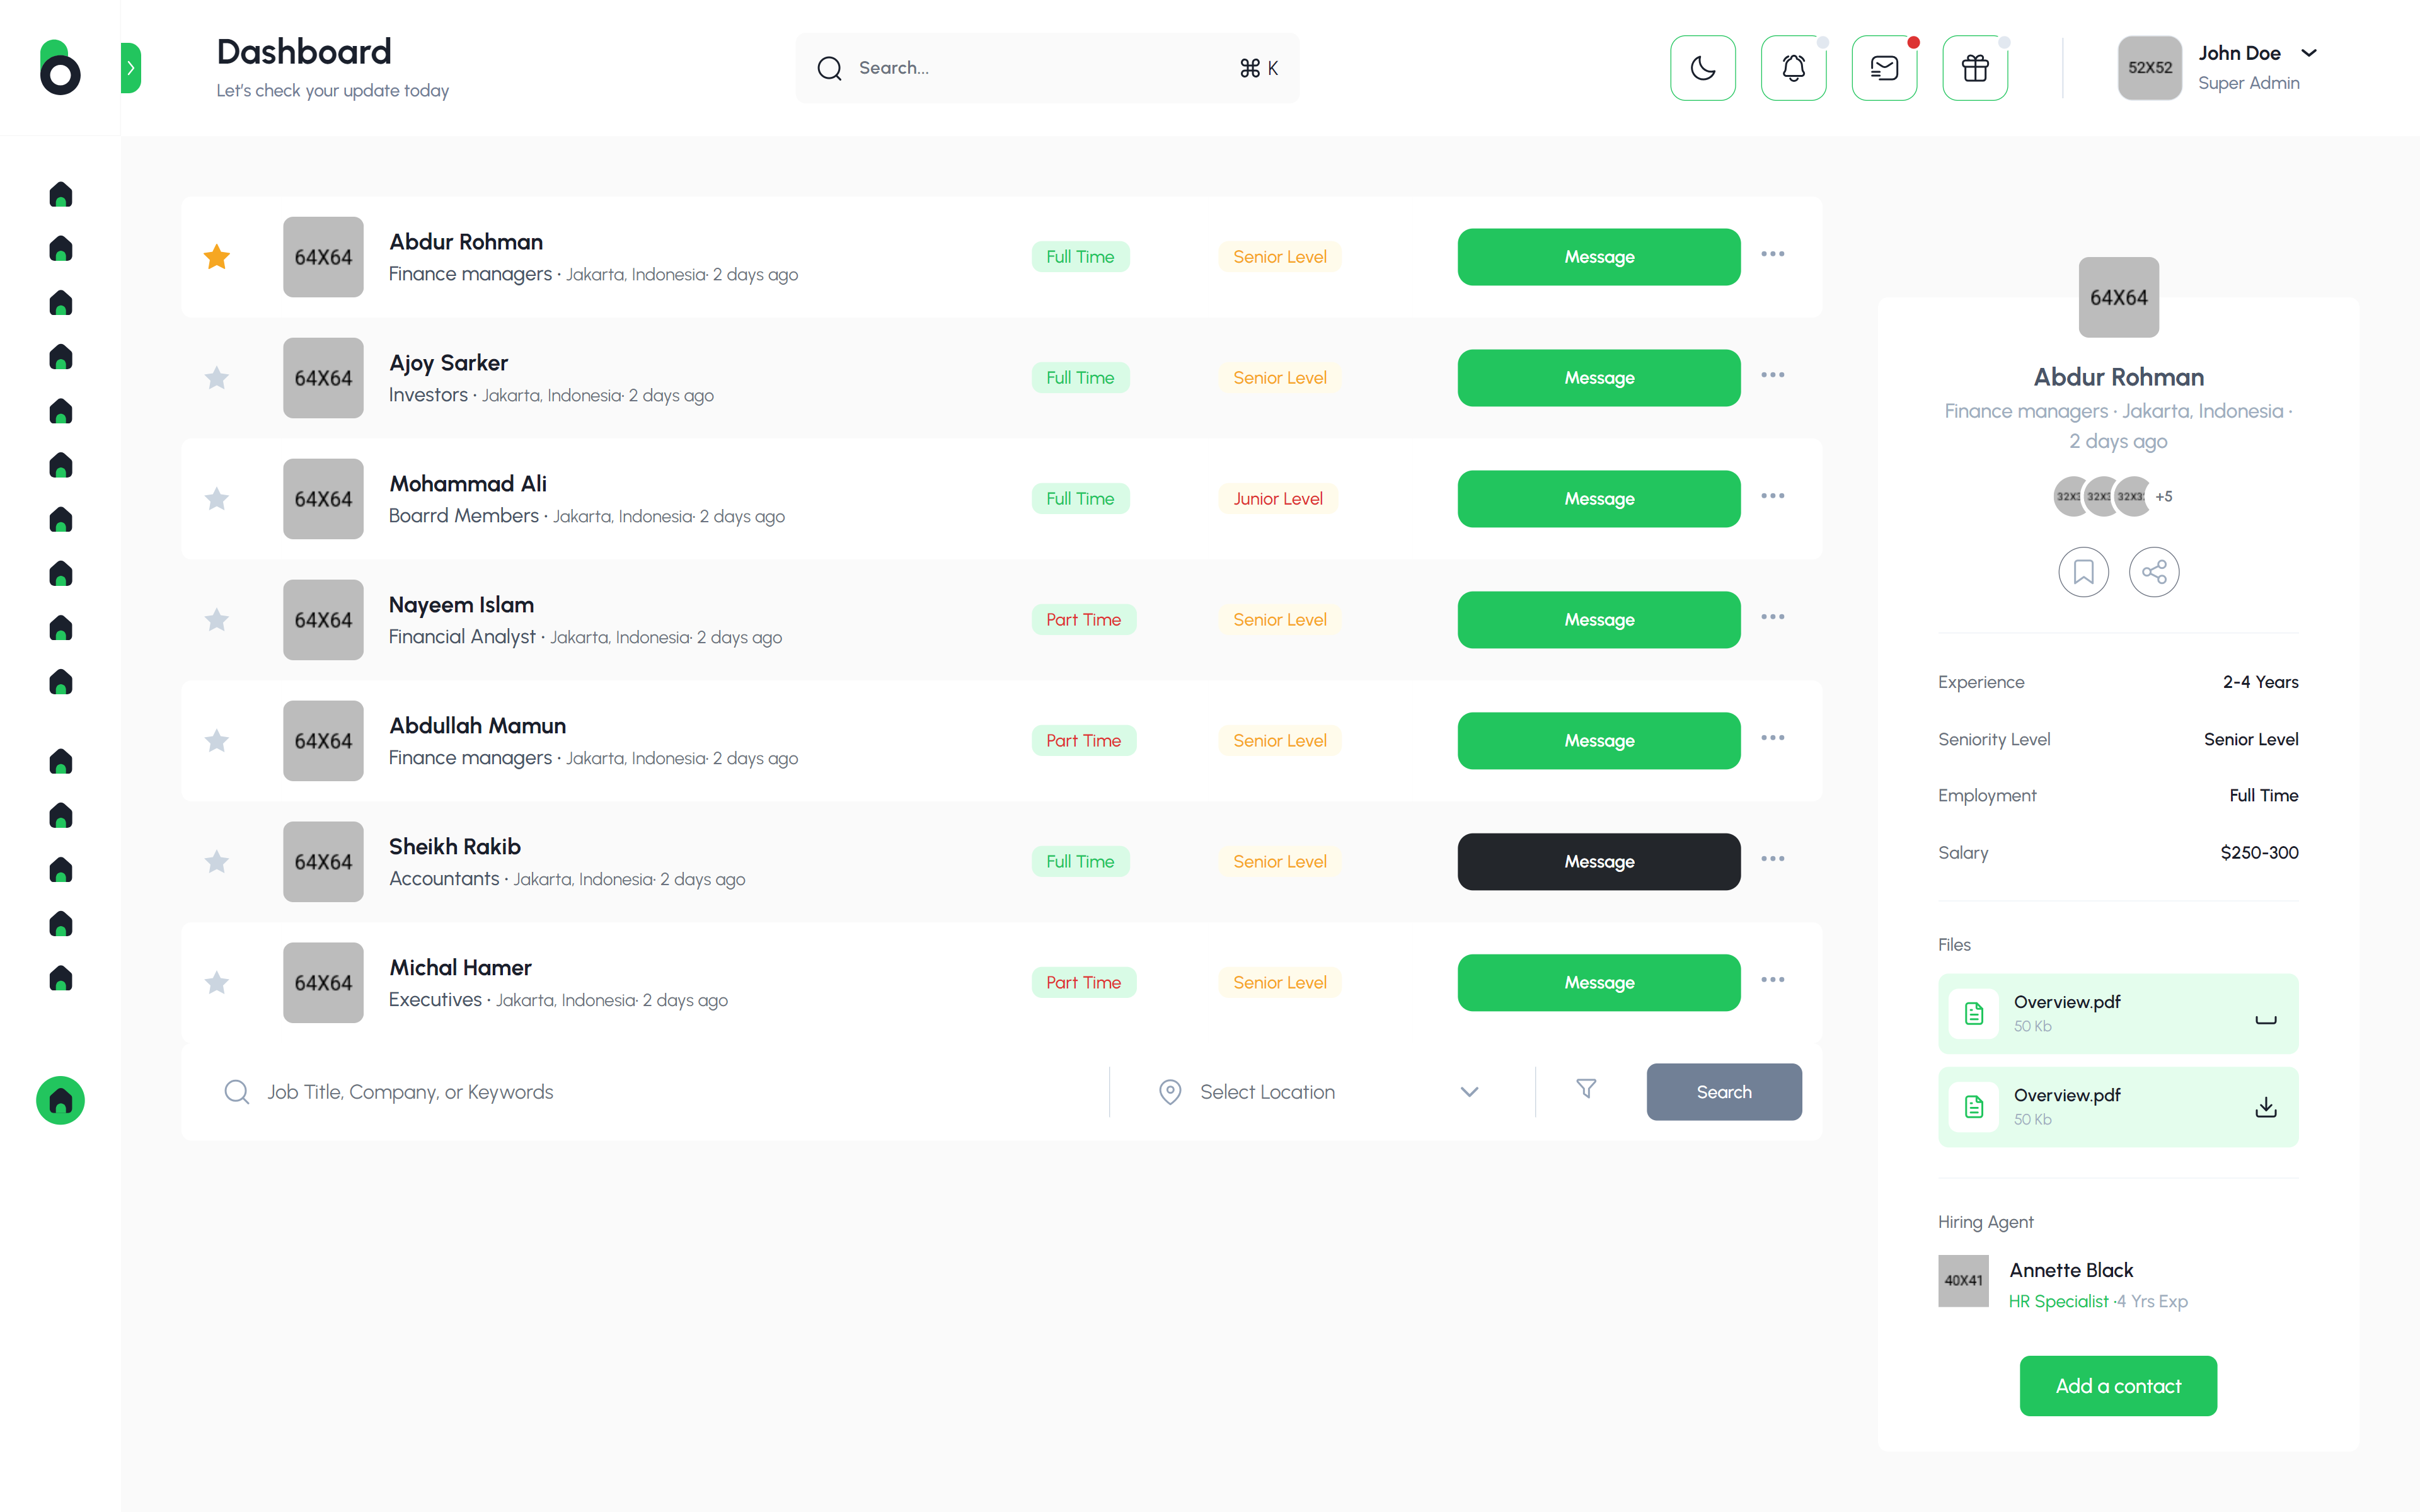 Dashboard
Let's check your update today
Search...
⌘ K
52X52
John Doe
Super Admin
64X64
Abdur Rohman
Finance managers · Jakarta, Indonesia· 2 days ago
Full Time
Senior Level
Message
64X64
Ajoy Sarker
Investors · Jakarta, Indonesia· 2 days ago
Full Time
Senior Level
Message
64X64
Mohammad Ali
Boarrd Members · Jakarta, Indonesia· 2 days ago
Full Time
Junior Level
Message
64X64
Nayeem Islam
Financial Analyst · Jakarta, Indonesia· 2 days ago
Part Time
Senior Level
Message
64X64
Abdullah Mamun
Finance managers · Jakarta, Indonesia· 2 days ago
Part Time
Senior Level
Message
64X64
Sheikh Rakib
Accountants · Jakarta, Indonesia· 2 days ago
Full Time
Senior Level
Message
64X64
Michal Hamer
Executives · Jakarta, Indonesia· 2 days ago
Part Time
Senior Level
Message
Job Title, Company, or Keywords
Select Location
Search
64X64
Abdur Rohman
Finance managers · Jakarta, Indonesia ·
2 days ago
+5
Experience
2-4 Years
Seniority Level
Senior Level
Employment
Full Time
Salary
$250-300
Files
Overview.pdf
50 Kb
Overview.pdf
50 Kb
Hiring Agent
40X41
Annette Black
HR Specialist ·4 Yrs Exp
Add a contact